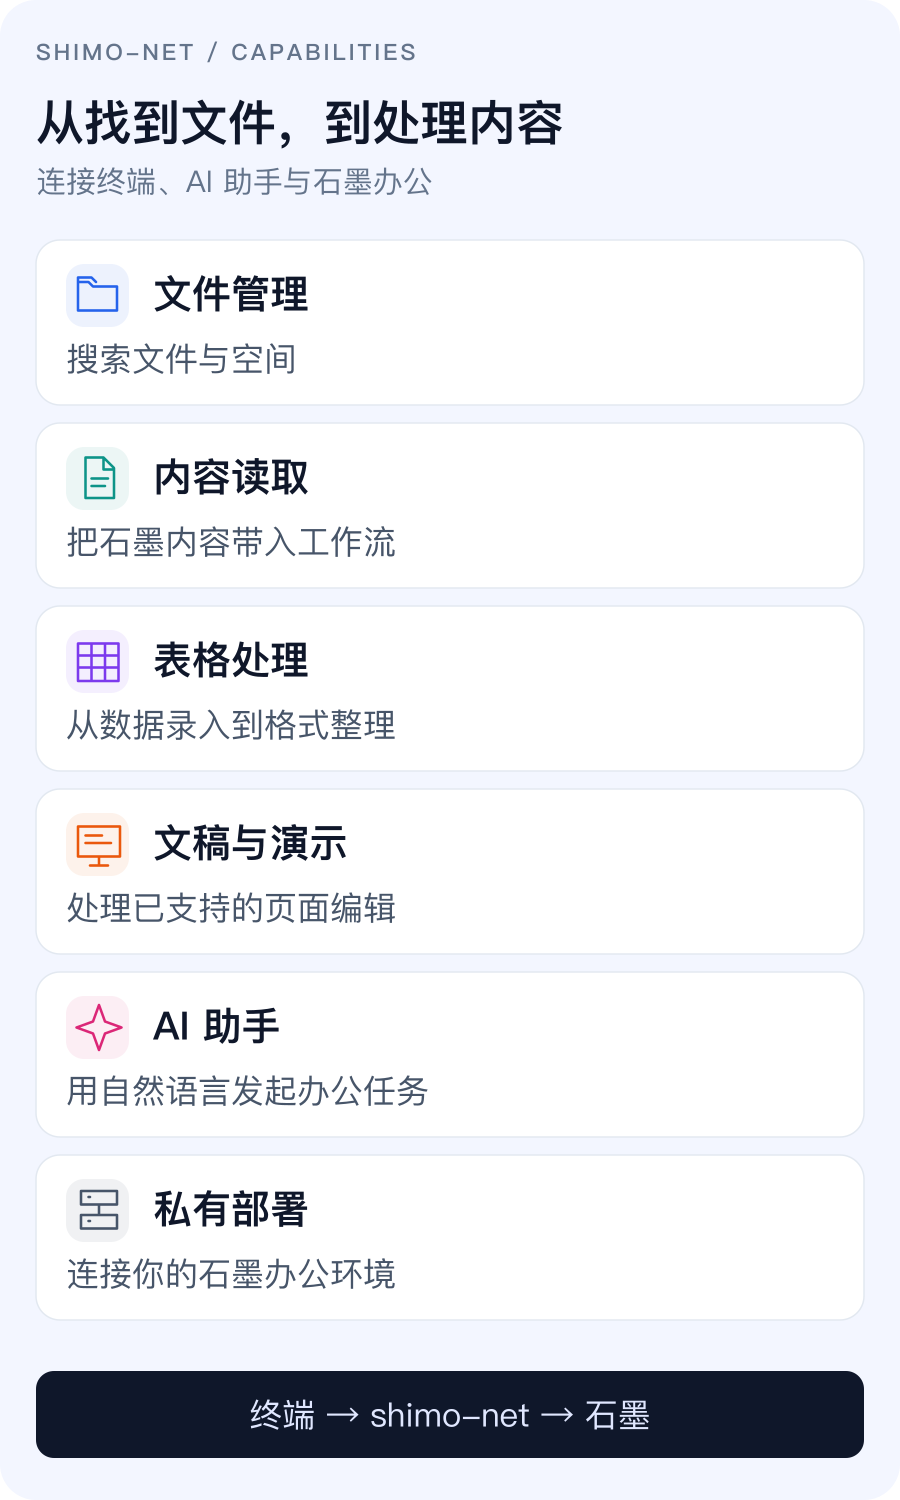 SHIMO–NET / CAPABILITIES
从找到文件，到处理内容
连接终端、AI 助手与石墨办公
文件管理
搜索文件与空间
内容读取
把石墨内容带入工作流
表格处理
从数据录入到格式整理
文稿与演示
处理已支持的页面编辑
AI 助手
用自然语言发起办公任务
私有部署
连接你的石墨办公环境
终端 → shimo–net → 石墨